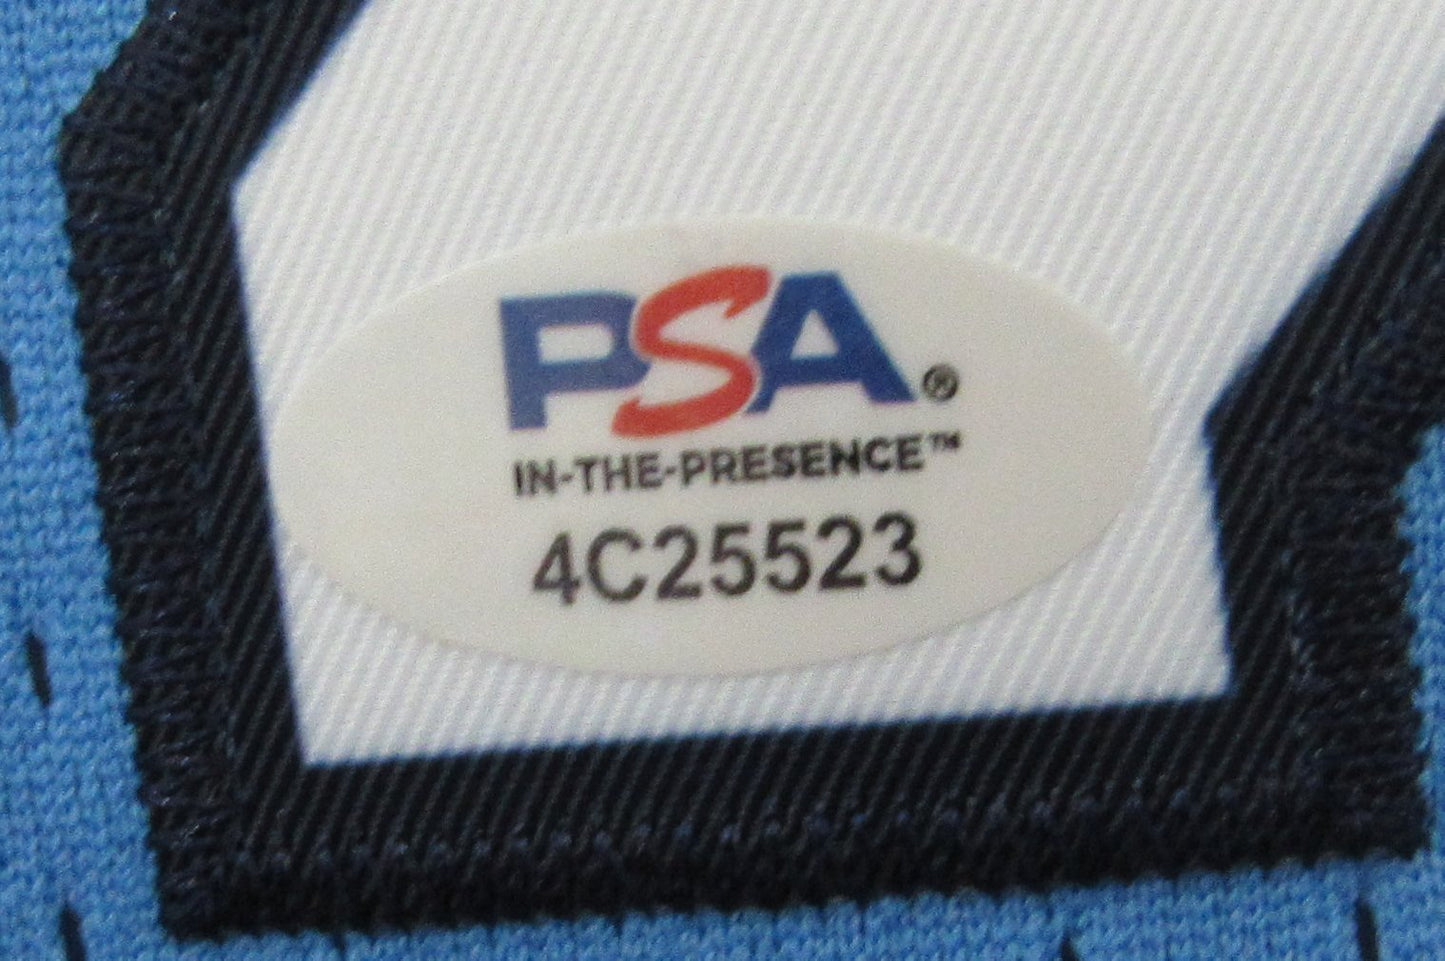 PSA®
IN-THE-PRESENCE™
4C25523